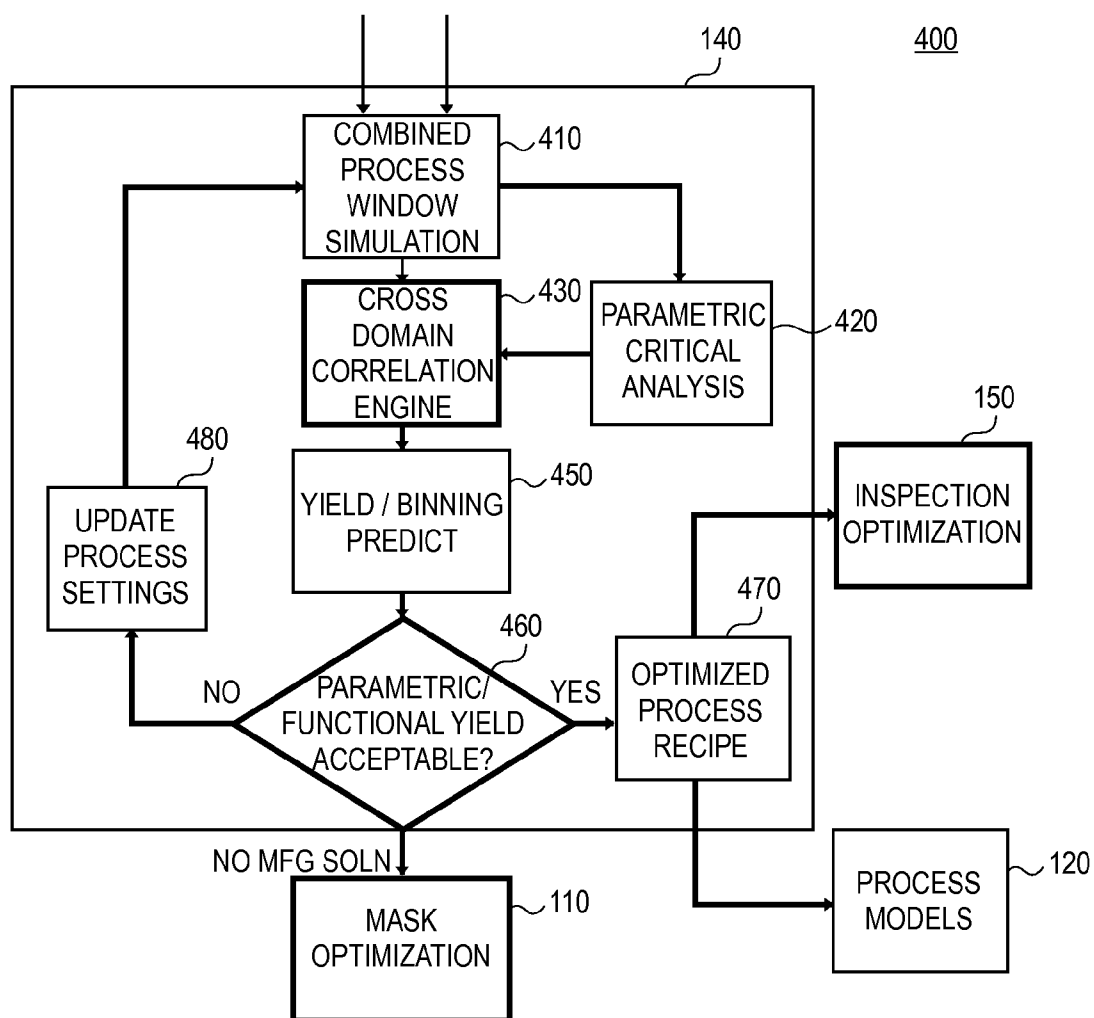 140
400
COMBINED
PROCESS
WINDOW
SIMULATION
410
CROSS
DOMAIN
CORRELATION
ENGINE
430
PARAMETRIC
CRITICAL
ANALYSIS
420
480
UPDATE
PROCESS
SETTINGS
YIELD / BINNING
PREDICT
450
150
INSPECTION
OPTIMIZATION
460
NO
PARAMETRIC/
FUNCTIONAL YIELD
ACCEPTABLE?
YES
470
OPTIMIZED
PROCESS
RECIPE
NO MFG SOLN
MASK
OPTIMIZATION
110
PROCESS
MODELS
120